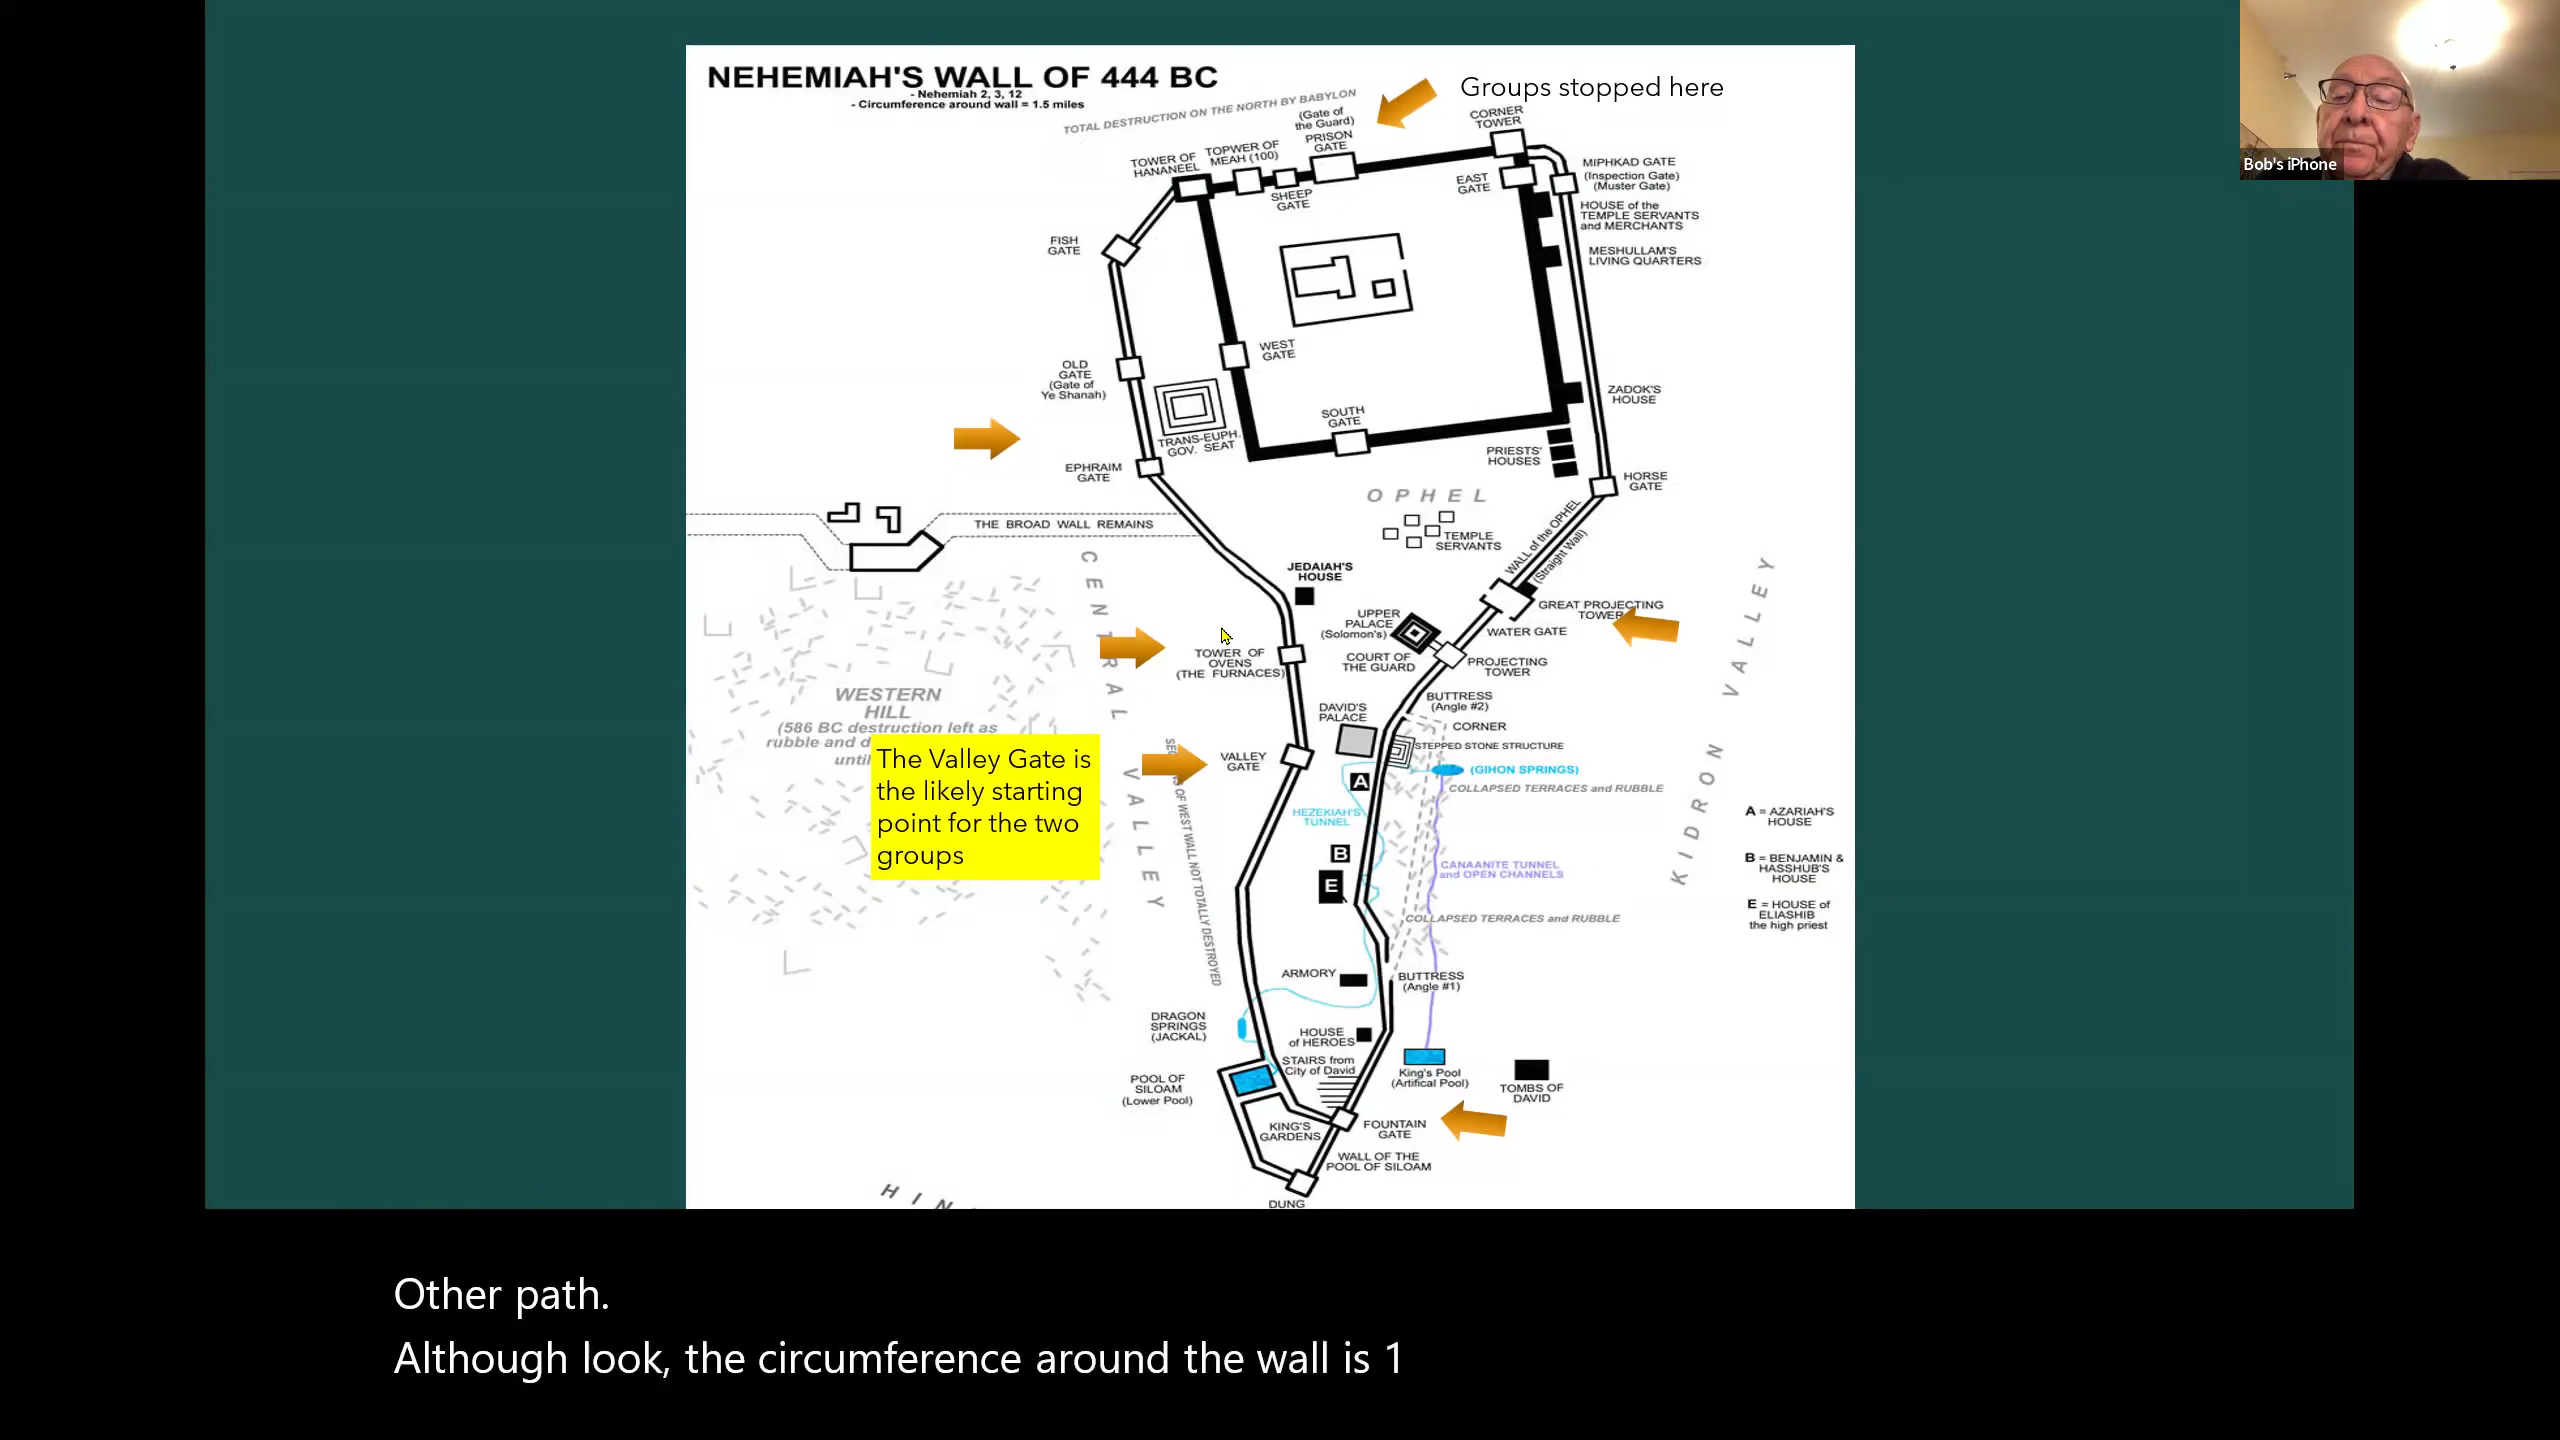 NEHEMIAH'S WALL OF 444 BC
- Nehemiah 2, 3, 12
- Circumference around wall = 1.5 miles
TOTAL DESTRUCTION ON THE NORTH BY BABYLON
Groups stopped here
Bob's iPhone
(Gate of
the Guard)
PRISON
GATE
CORNER
TOWER
TOWER OF
HANANEEL
TOPWER OF
MEAH (100)
SHEEP
GATE
EAST
GATE
MIPHKAD GATE
(Inspection Gate)
(Muster Gate)
HOUSE of the
TEMPLE SERVANTS
and MERCHANTS
MESHULLAM'S
LIVING QUARTERS
FISH
GATE
WEST
GATE
OLD
GATE
(Gate of
Ye Shanah)
ZADOK'S
HOUSE
SOUTH
GATE
TRANS-EUPH.
GOV. SEAT
PRIESTS'
HOUSES
EPHRAIM
GATE
HORSE
GATE
OPHEL
THE BROAD WALL REMAINS
TEMPLE
SERVANTS
WALL of the OPHEL
(Straight Wall)
JEDAIAH'S
HOUSE
GREAT PROJECTING
TOWER
UPPER
PALACE
(Solomon's)
WATER GATE
COURT OF
THE GUARD
PROJECTING
TOWER
TOWER OF
OVENS
(THE FURNACES)
CENTRAL VALLEY
KIDRON VALLEY
WESTERN
HILL
(586 BC destruction left as
rubble and d
until
BUTTRESS
(Angle #2)
DAVID'S
PALACE
CORNER
STEPPED STONE STRUCTURE
VALLEY
GATE
The Valley Gate is
the likely starting
point for the two
groups
(GIHON SPRINGS)
COLLAPSED TERRACES and RUBBLE
A
HEZEKIAH'S
TUNNEL
A = AZARIAH'S
HOUSE
B
B = BENJAMIN &
HASSHUB'S
HOUSE
CANAANITE TUNNEL
and OPEN CHANNELS
E
E = HOUSE of
ELIASHIB
the high priest
COLLAPSED TERRACES and RUBBLE
OF WEST WALL NOT TOTALLY DESTROYED
ARMORY
BUTTRESS
(Angle #1)
DRAGON
SPRINGS
(JACKAL)
HOUSE
of HEROES
STAIRS from
City of David
King's Pool
(Artifical Pool)
POOL OF
SILOAM
(Lower Pool)
TOMBS OF
DAVID
KING'S
GARDENS
FOUNTAIN
GATE
WALL OF THE
POOL OF SILOAM
HIN
DUNG
Other path.
Although look, the circumference around the wall is 1